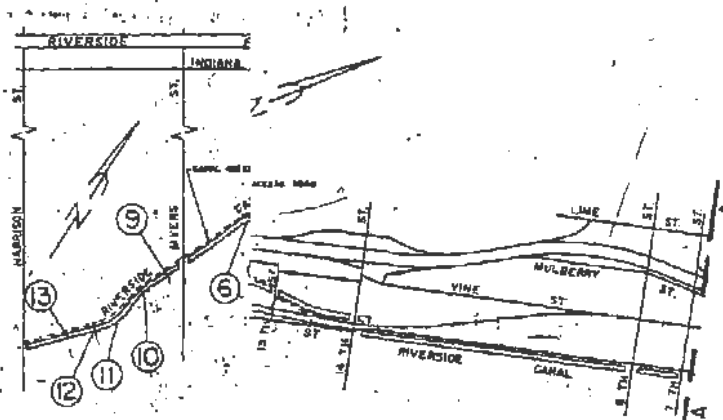 RIVERSIDE
INDIANA
ST.
ST.
HARRISON
MYERS
N
N
9
6
RIVERSIDE
13
12
11
10
LIME ST.
ST.
ST.
ST.
MULBERRY ST.
VINE ST
ST
13 TH
14 TH
ST
RIVERSIDE CANAL
8 TH
7 TH